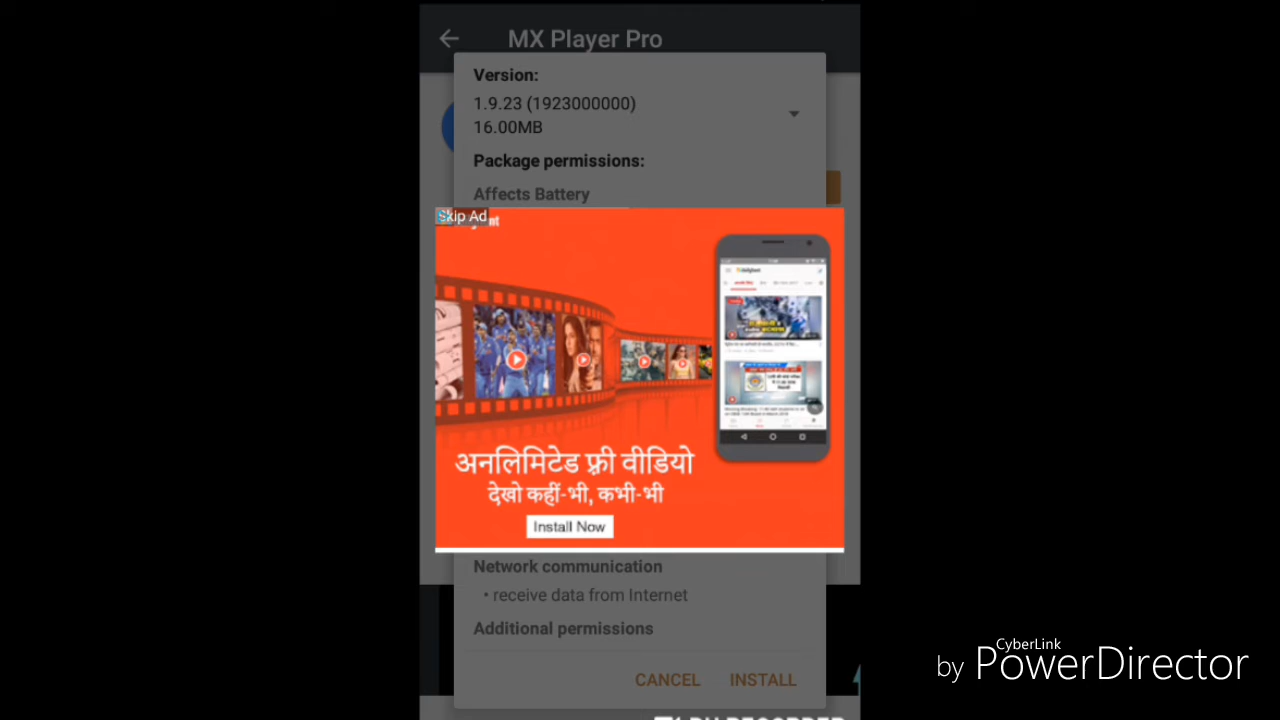 MX Player Pro
Version:
1.9.23 (1923000000)
16.00MB
Package permissions:
Affects Battery
Skip Ad
अनलिमिटेड फ़्री वीडियो
देखो कहीं-भी, कभी-भी
Install Now
Network communication
• receive data from Internet
Additional permissions
CANCEL INSTALL
CyberLink
by PowerDirector